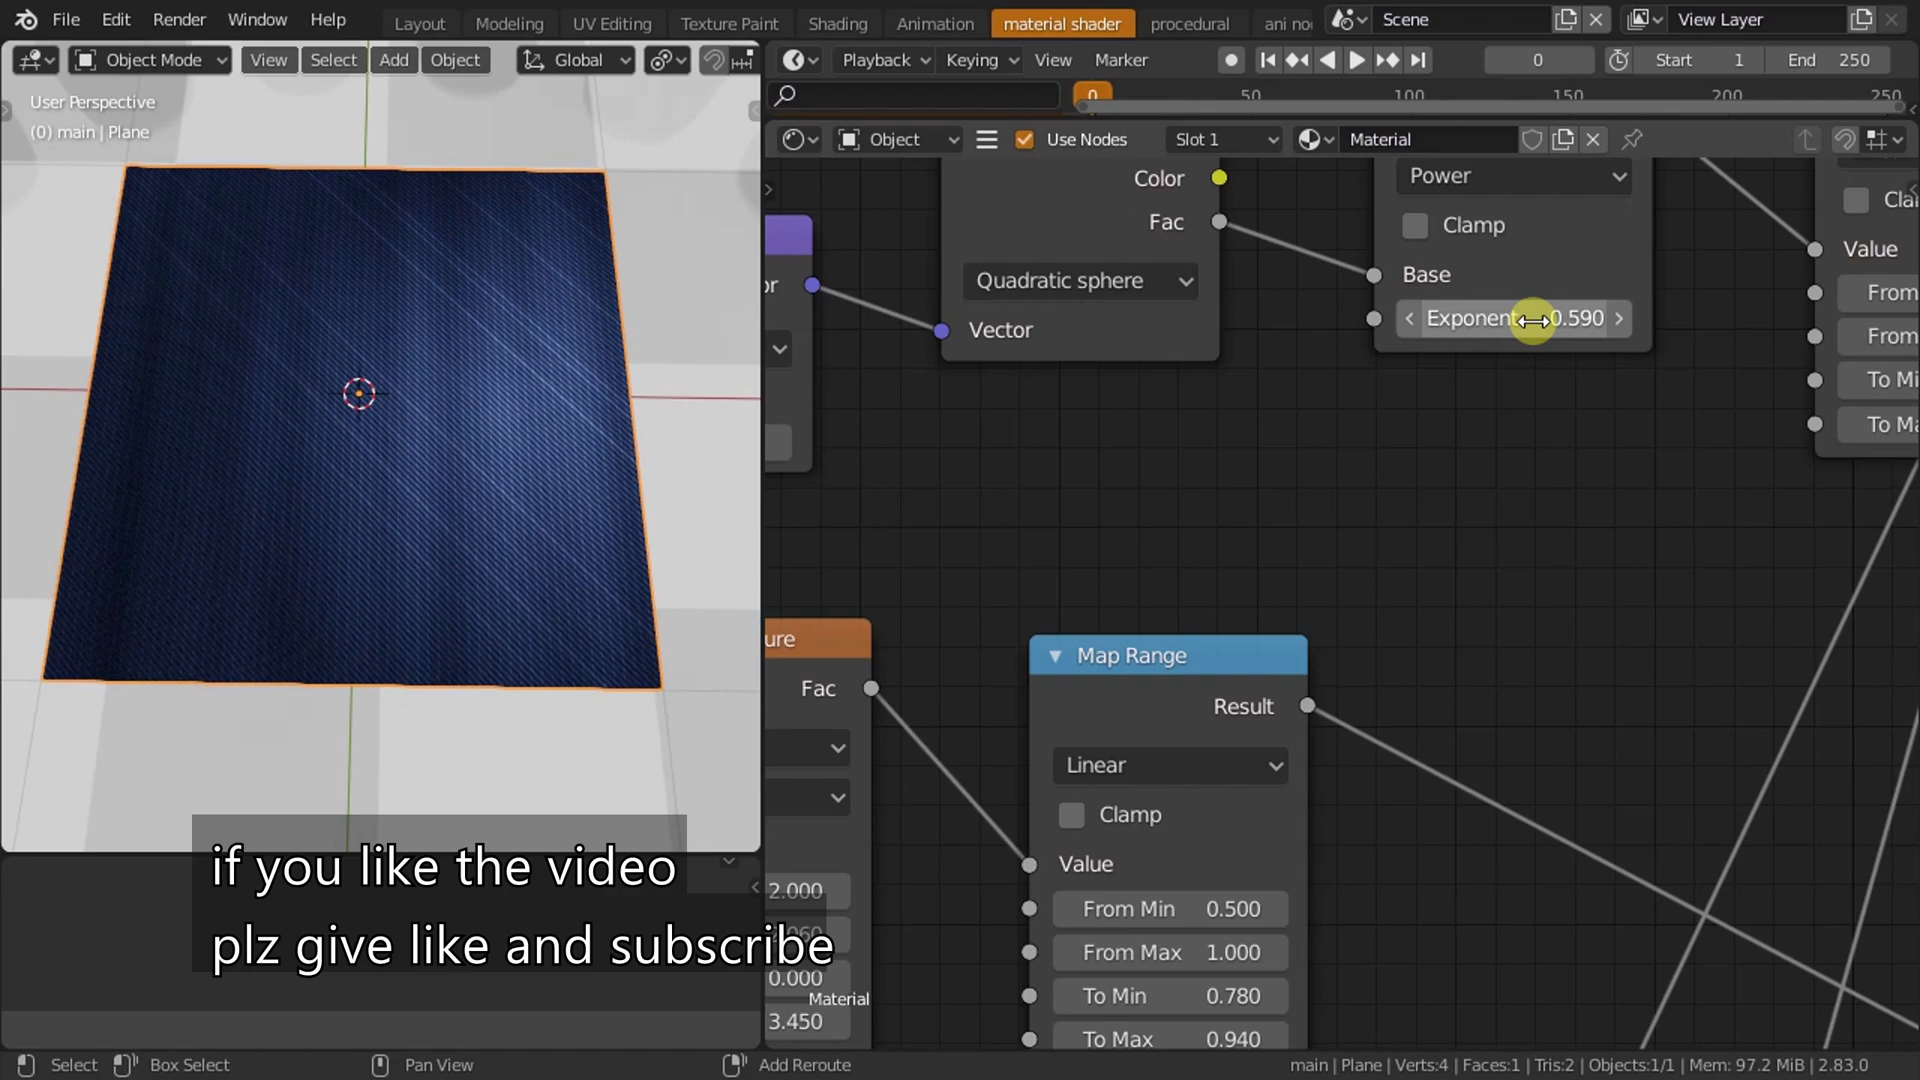 File Edit Render Window Help Layout Modeling UV Editing Texture Paint Shading Animation material shader procedural ani no Scene View Layer
Object Mode View Select Add Object Global Playback Keying View Marker 0 Start 1 End 250
User Perspective
(0) main | Plane
0 50 100 150 200 250
Object Use Nodes Slot 1 Material
Color
Fac
Quadratic sphere
Vector
or
Power
Clamp
Base
Exponent 0.590
Cla
Value
From
From
To Mi
To Ma
ure
Fac
2.000
0.000
3.450
Map Range
Result
Linear
Clamp
Value
From Min 0.500
From Max 1.000
To Min 0.780
To Max 0.940
if you like the video
plz give like and subscribe
Material
Select Box Select Pan View Add Reroute main | Plane | Verts:4 | Faces:1 | Tris:2 | Objects:1/1 | Mem: 97.2 MiB | 2.83.0